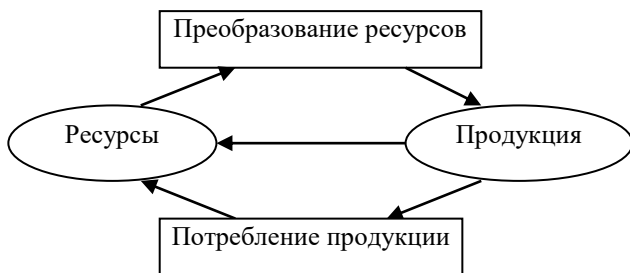 Преобразование ресурсов
Ресурсы
Продукция
Потребление продукции